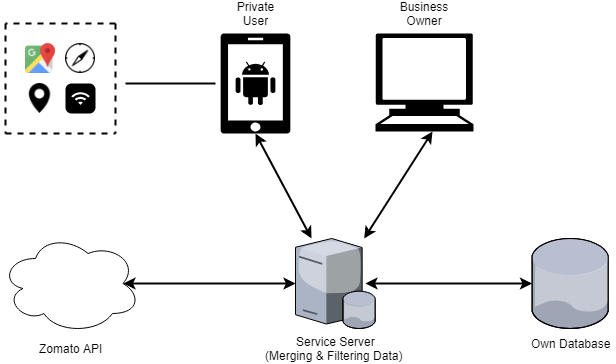 Private
User
Business
Owner
Zomato API
Service Server
(Merging & Filtering Data)
Own Database